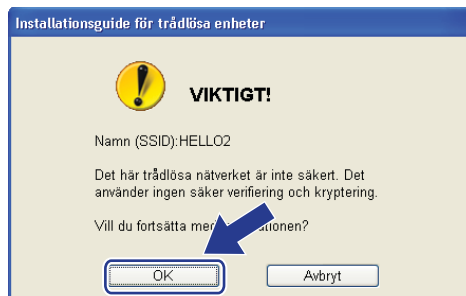 Installationsguide för trådlösa enheter
VIKTIGT!
Namn (SSID):HELLO2
Det här trådlösa nätverket är inte säkert. Det
använder ingen säker verifiering och kryptering.
Vill du fortsätta
OK
Avbryt